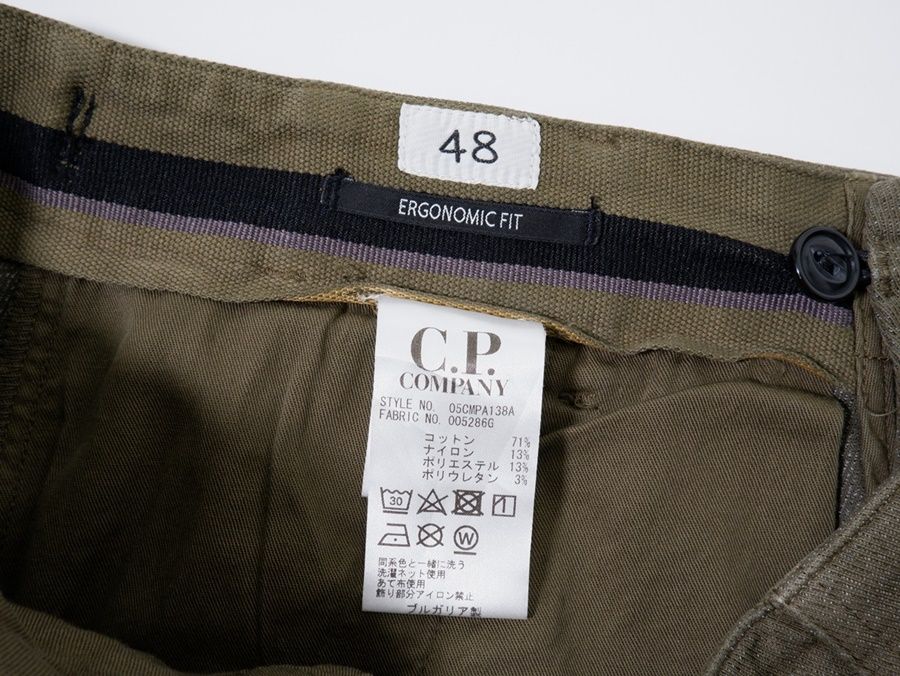 48
ERGONOMIC FIT
C.P.
COMPANY
STYLE NO. 05CMPA138A
FABRIC NO. 005286G
コットン 71%
ナイロン 13%
ポリエステル 13%
ポリウレタン 3%
30
W
同系色と一緒に洗う
洗濯ネット使用
あて布使用
飾り部分アイロン禁止
ブルガリア製